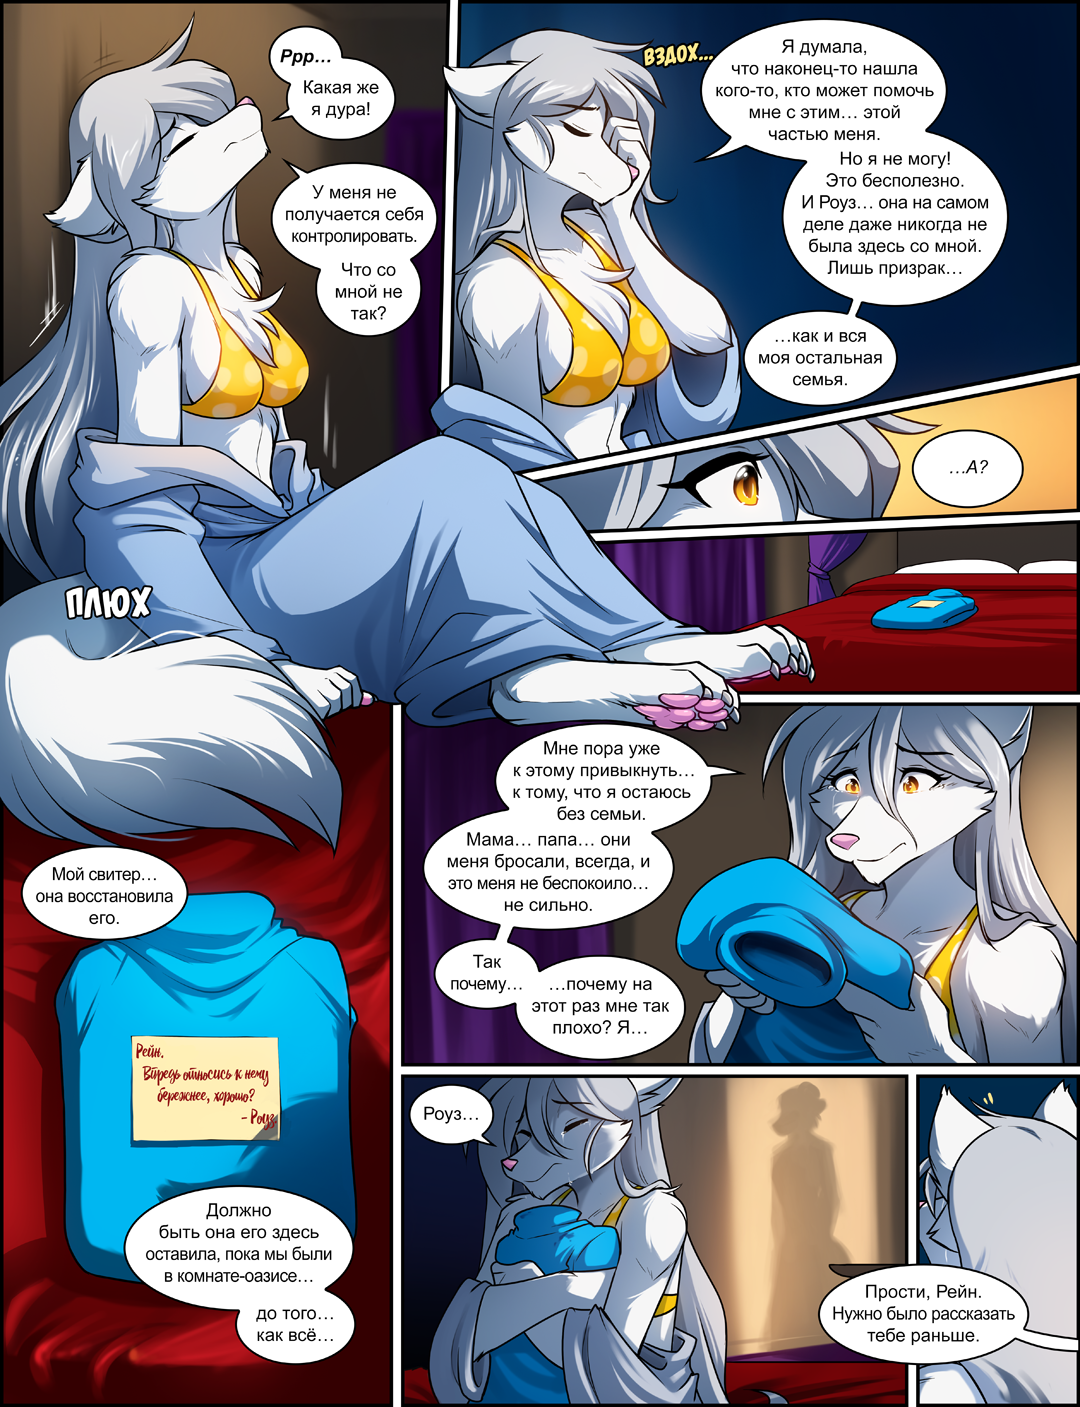 Ррр...
Какая же
я дура!
У меня не
получается себя
контролировать.
Что со
мной не
так?
ПЛЮХ
ВЗДОХ...
Я думала,
что наконец-то нашла
кого-то, кто может помочь
мне с этим... этой
частью меня.
Но я не могу!
Это бесполезно.
И Роуз... она на самом
деле даже никогда не
была здесь со мной.
Лишь призрак...
...как и вся
моя остальная
семья.
...А?
Мой свитер...
она восстановила
его.
Рейн.
Впредь относись к нему
бережнее, хорошо?
- Роуз
Должно
быть она его здесь
оставила, пока мы были
в комнате-оазисе...
до того...
как всё...
Мне пора уже
к этому привыкнуть...
к тому, что я остаюсь
без семьи.
Мама... папа... они
меня бросали, всегда, и
это меня не беспокоило...
не сильно.
Так
почему...
...почему на
этот раз мне так
плохо? Я...
Роуз...
Прости, Рейн.
Нужно было рассказать
тебе раньше.